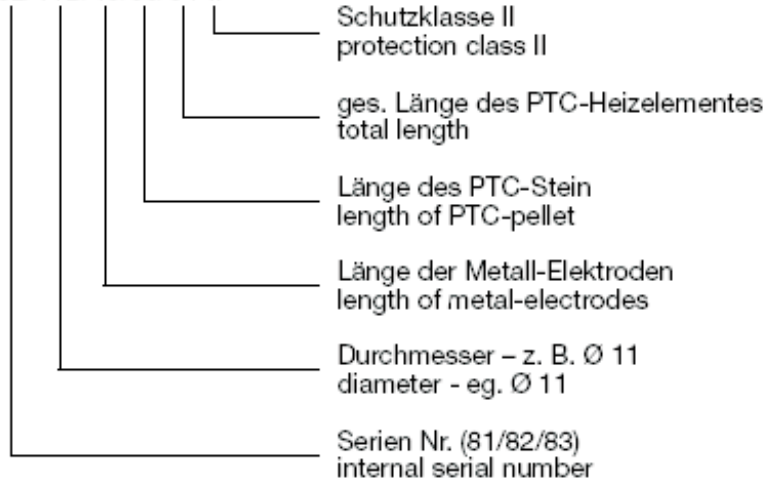 Schutzklasse II
protection class II
ges. Länge des PTC-Heizelementes
total length
Länge des PTC-Stein
length of PTC-pellet
Länge der Metall-Elektroden
length of metal-electrodes
Durchmesser – z. B. Ø 11
diameter - eg. Ø 11
Serien Nr. (81/82/83)
internal serial number